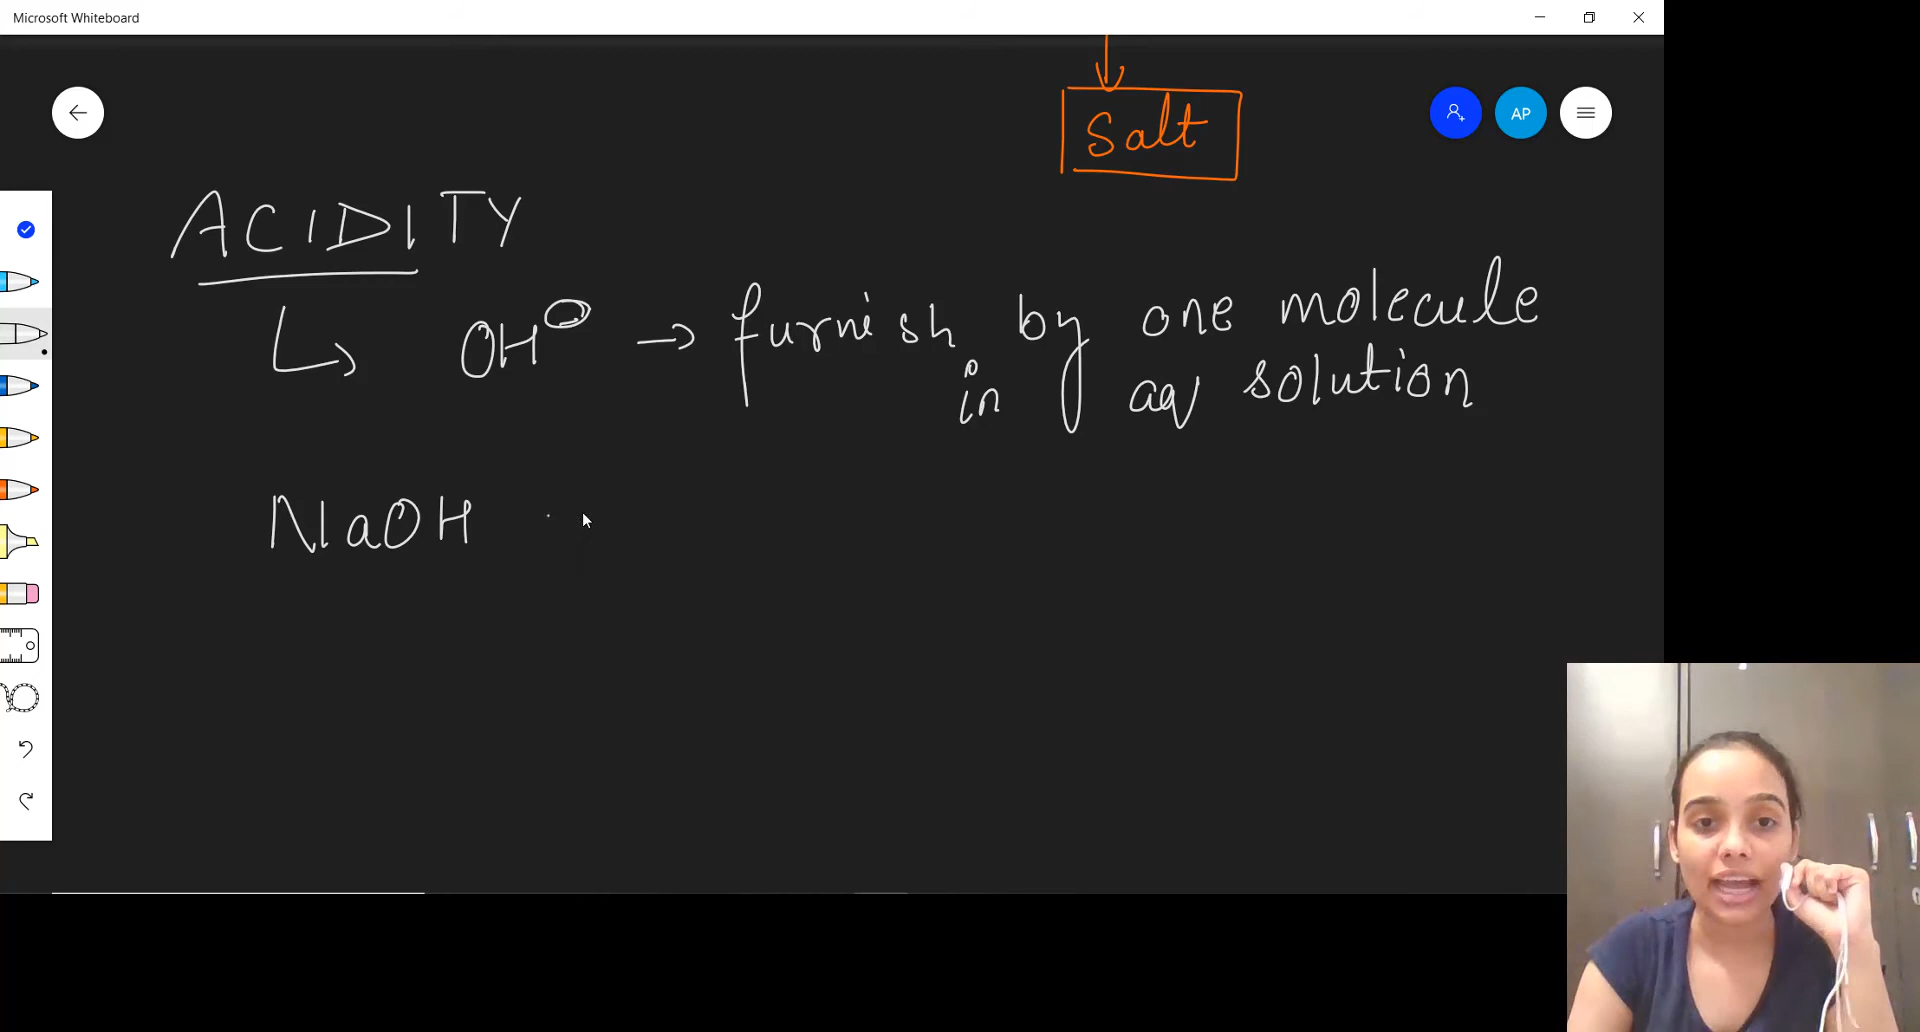 Microsoft Whiteboard
Salt
AP
ACIDITY
OH⊖ → furnish by one molecule
in aq solution
NaOH